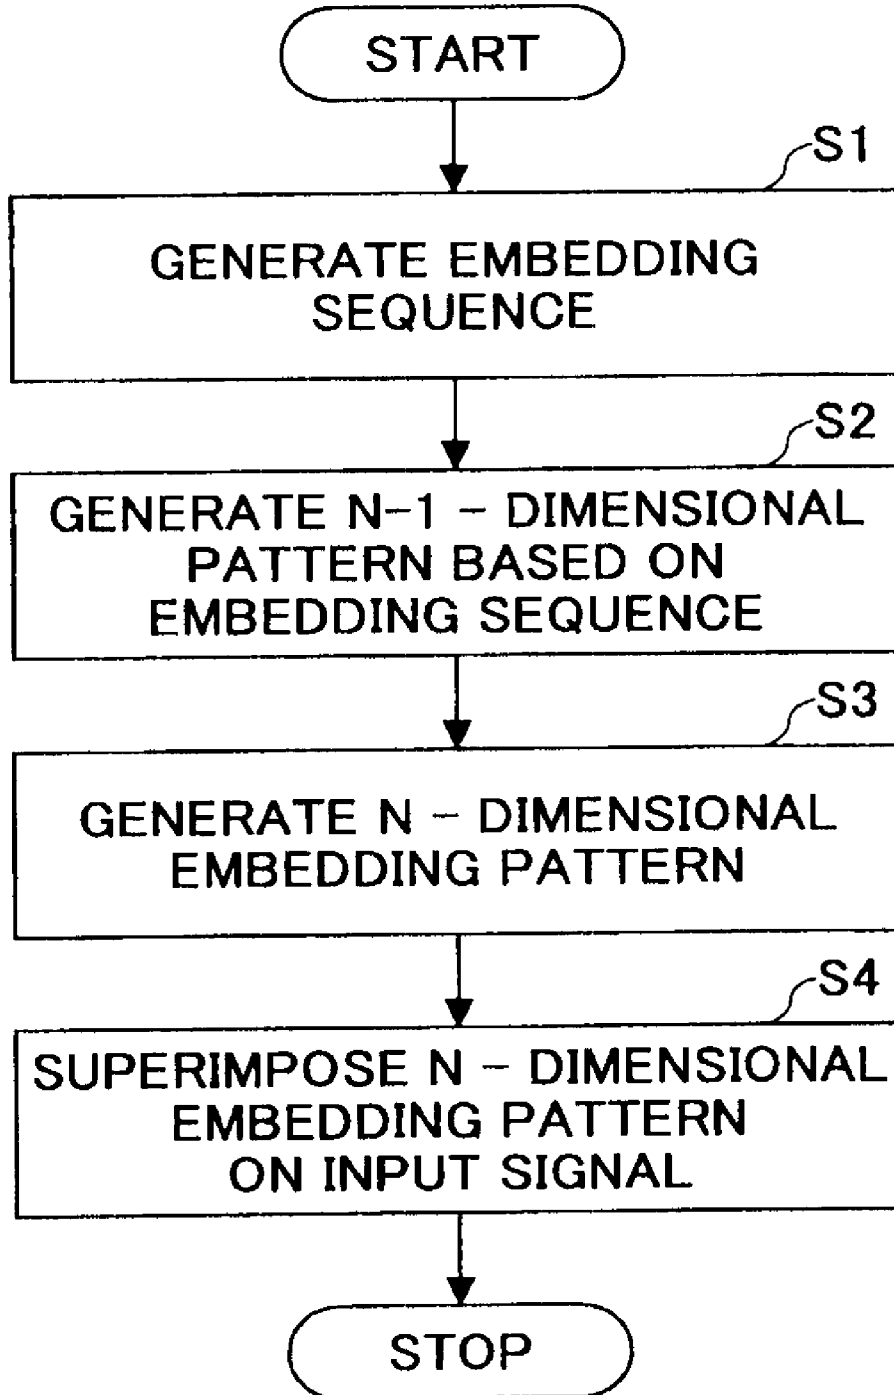 START
S1
GENERATE EMBEDDING
SEQUENCE
S2
GENERATE N-1 - DIMENSIONAL
PATTERN BASED ON
EMBEDDING SEQUENCE
S3
GENERATE N - DIMENSIONAL
EMBEDDING PATTERN
S4
SUPERIMPOSE N - DIMENSIONAL
EMBEDDING PATTERN
ON INPUT SIGNAL
STOP